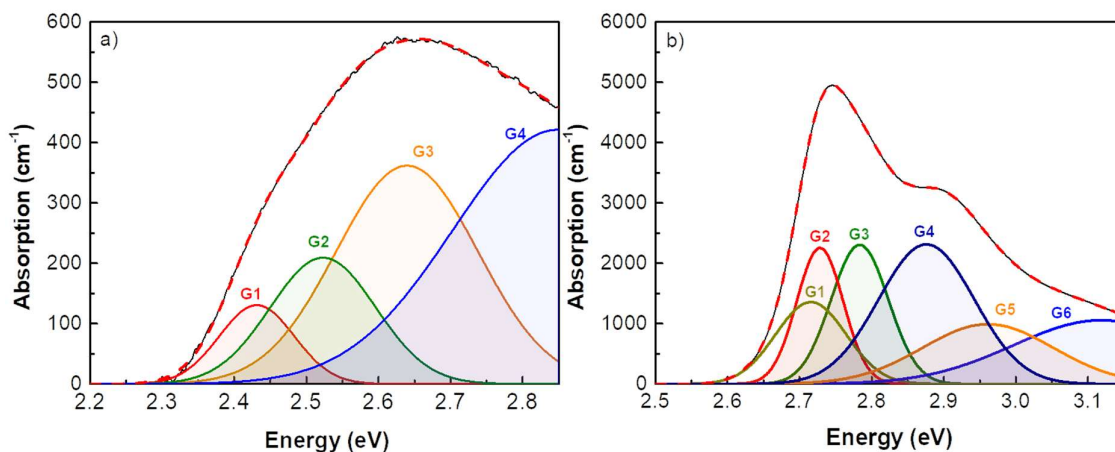 a)
600
500
400
300
200
100
0
Absorption (cm⁻¹)
G1
G2
G3
G4
2.2 2.3 2.4 2.5 2.6 2.7 2.8
Energy (eV)
b)
6000
5000
4000
3000
2000
1000
0
Absorption (cm⁻¹)
G1
G2
G3
G4
G5
G6
2.5 2.6 2.7 2.8 2.9 3.0 3.1
Energy (eV)